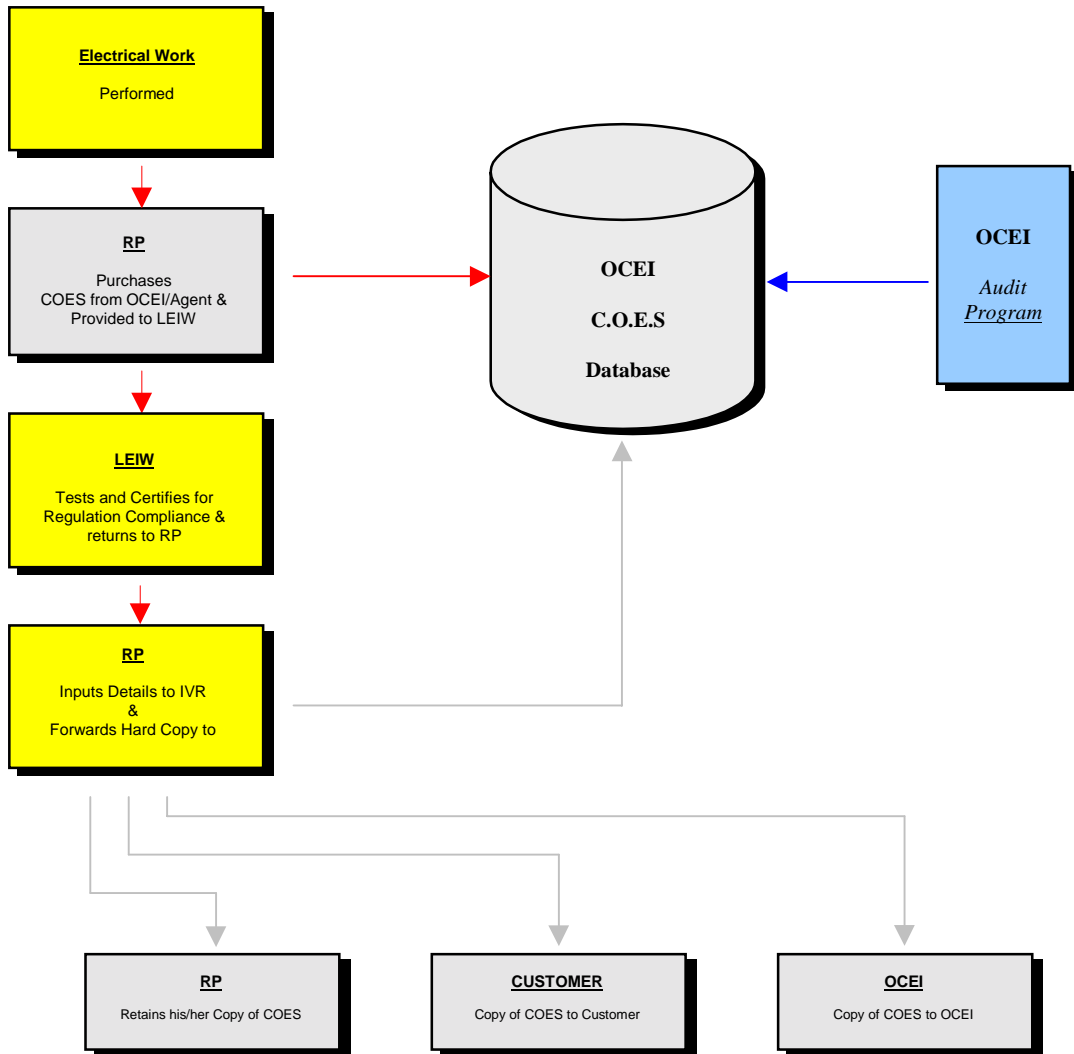 Electrical Work
Performed
RP
Purchases
COES from OCEI/Agent &
Provided to LEIW
OCEI
C.O.E.S
Database
OCEI
Audit
Program
LEIW
Tests and Certifies for
Regulation Compliance &
returns to RP
RP
Inputs Details to IVR
&
Forwards Hard Copy to
RP
Retains his/her Copy of COES
CUSTOMER
Copy of COES to Customer
OCEI
Copy of COES to OCEI